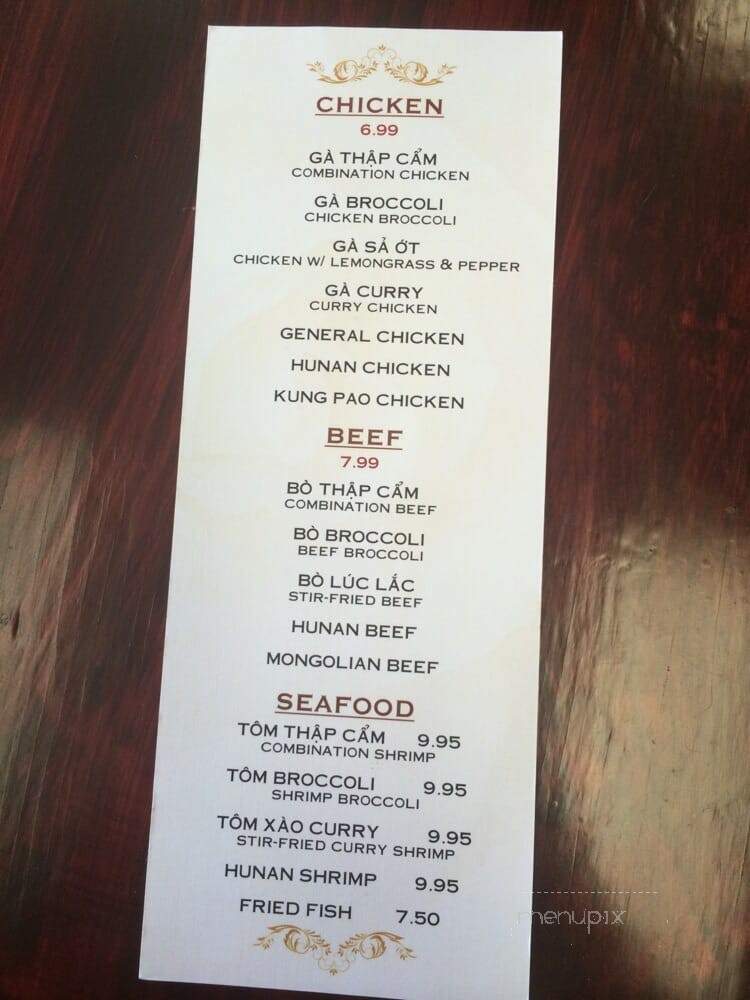 CHICKEN
6.99
GÀ THẬP CẨM
COMBINATION CHICKEN
GÀ BROCCOLI
CHICKEN BROCCOLI
GÀ SẢ ỚT
CHICKEN W/ LEMONGRASS & PEPPER
GÀ CURRY
CURRY CHICKEN
GENERAL CHICKEN
HUNAN CHICKEN
KUNG PAO CHICKEN
BEEF
7.99
BÒ THẬP CẨM
COMBINATION BEEF
BÒ BROCCOLI
BEEF BROCCOLI
BÒ LÚC LẮC
STIR-FRIED BEEF
HUNAN BEEF
MONGOLIAN BEEF
SEAFOOD
TÔM THẬP CẨM 9.95
COMBINATION SHRIMP
TÔM BROCCOLI 9.95
SHRIMP BROCCOLI
TÔM XÀO CURRY 9.95
STIR-FRIED CURRY SHRIMP
HUNAN SHRIMP 9.95
FRIED FISH 7.50
menupix